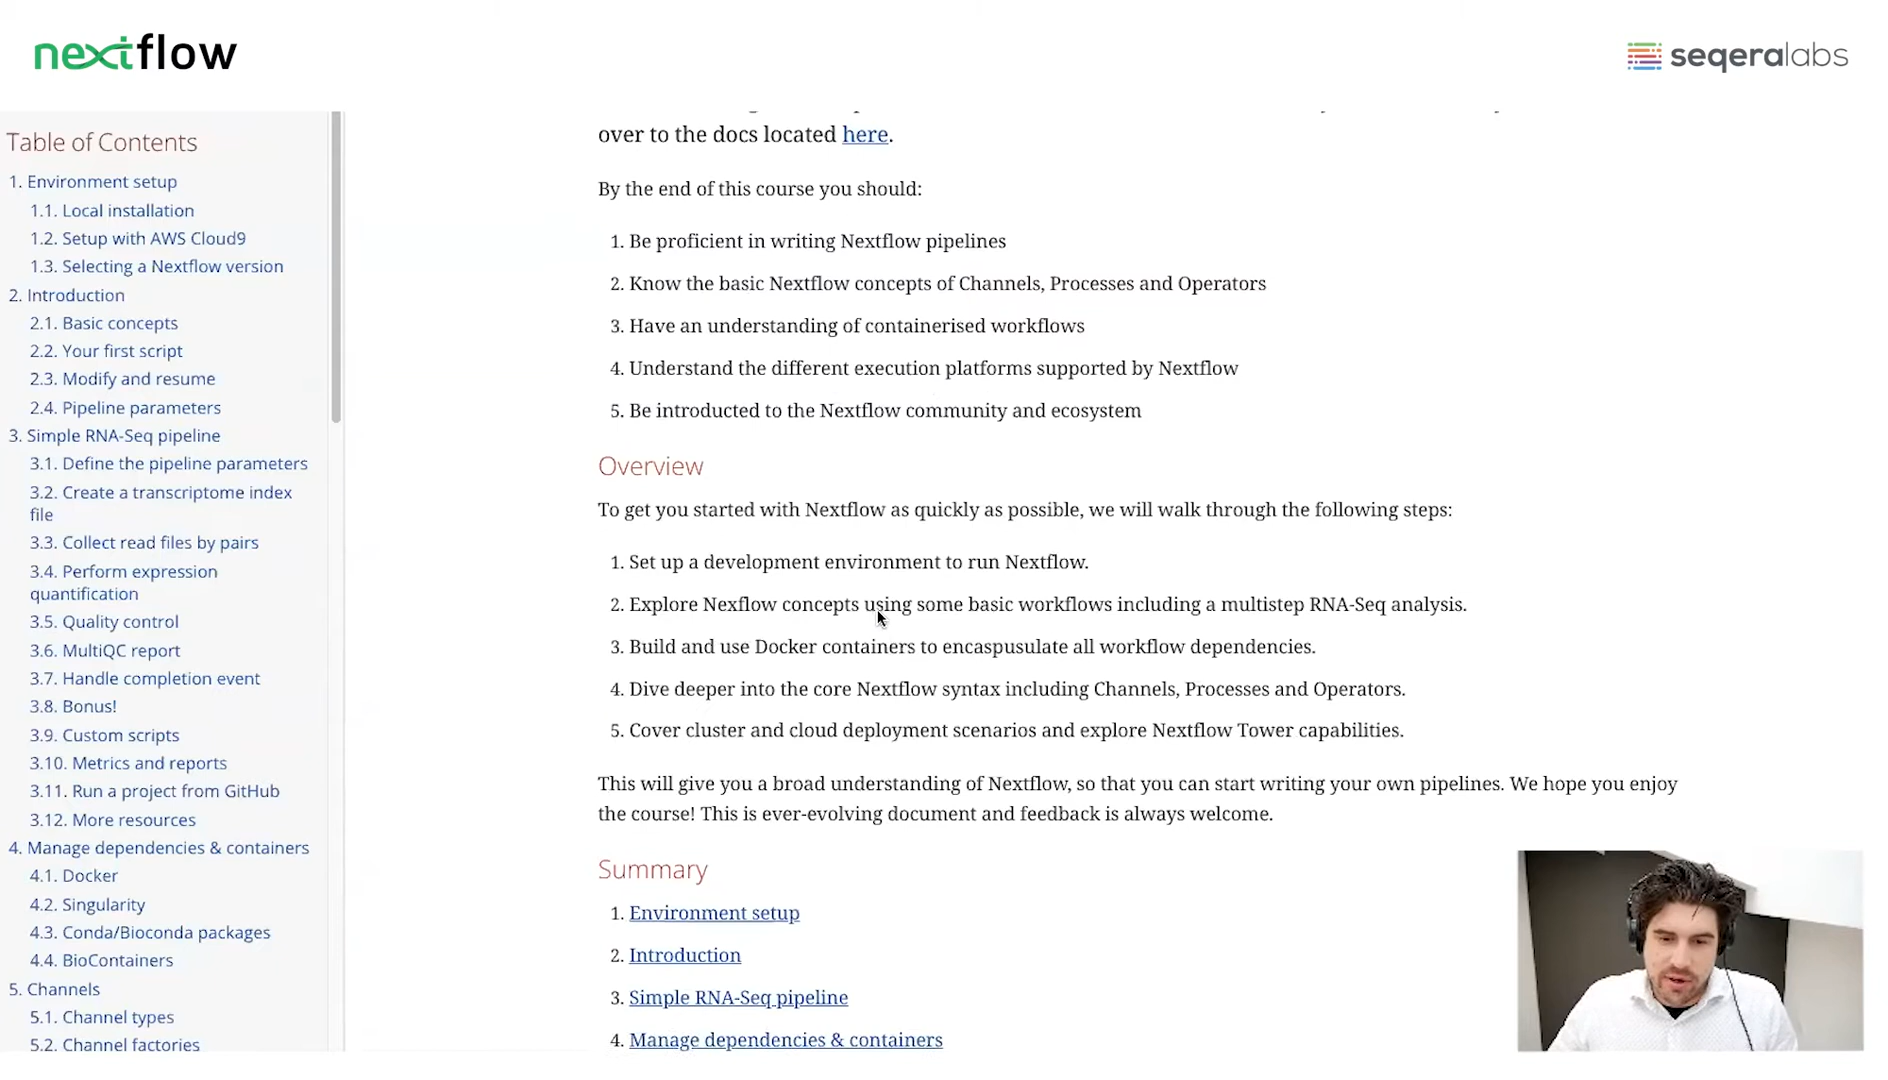 nextflow
seqeralabs
Table of Contents
1. Environment setup
1.1. Local installation
1.2. Setup with AWS Cloud9
1.3. Selecting a Nextflow version
2. Introduction
2.1. Basic concepts
2.2. Your first script
2.3. Modify and resume
2.4. Pipeline parameters
3. Simple RNA-Seq pipeline
3.1. Define the pipeline parameters
3.2. Create a transcriptome index
file
3.3. Collect read files by pairs
3.4. Perform expression
quantification
3.5. Quality control
3.6. MultiQC report
3.7. Handle completion event
3.8. Bonus!
3.9. Custom scripts
3.10. Metrics and reports
3.11. Run a project from GitHub
3.12. More resources
4. Manage dependencies & containers
4.1. Docker
4.2. Singularity
4.3. Conda/Bioconda packages
4.4. BioContainers
5. Channels
5.1. Channel types
5.2. Channel factories
over to the docs located here.
By the end of this course you should:
1. Be proficient in writing Nextflow pipelines
2. Know the basic Nextflow concepts of Channels, Processes and Operators
3. Have an understanding of containerised workflows
4. Understand the different execution platforms supported by Nextflow
5. Be introducted to the Nextflow community and ecosystem
Overview
To get you started with Nextflow as quickly as possible, we will walk through the following steps:
1. Set up a development environment to run Nextflow.
2. Explore Nexflow concepts using some basic workflows including a multistep RNA-Seq analysis.
3. Build and use Docker containers to encaspusulate all workflow dependencies.
4. Dive deeper into the core Nextflow syntax including Channels, Processes and Operators.
5. Cover cluster and cloud deployment scenarios and explore Nextflow Tower capabilities.
This will give you a broad understanding of Nextflow, so that you can start writing your own pipelines. We hope you enjoy
the course! This is ever-evolving document and feedback is always welcome.
Summary
1. Environment setup
2. Introduction
3. Simple RNA-Seq pipeline
4. Manage dependencies & containers